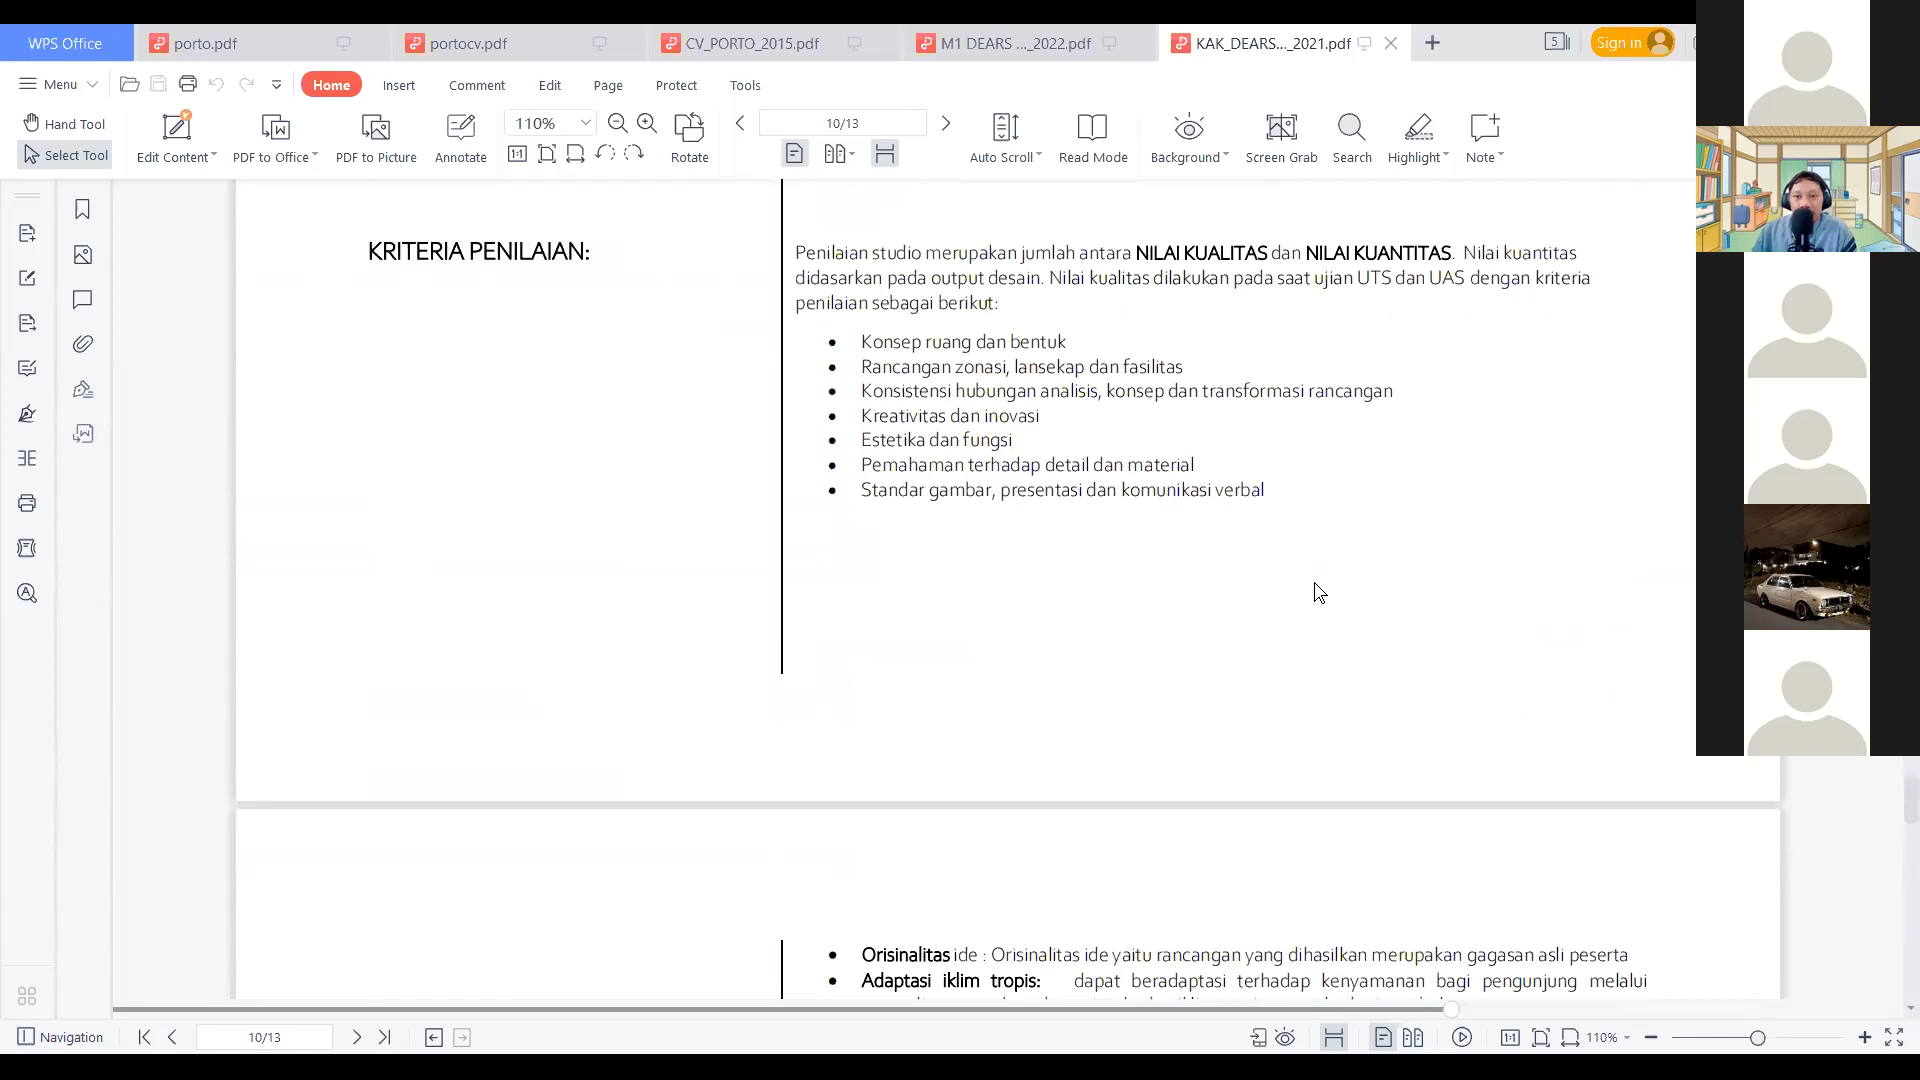 WPS Office
porto.pdf
portocv.pdf
CV_PORTO_2015.pdf
M1 DEARS ..._2022.pdf
KAK_DEARS..._2021.pdf
5
Sign in
Menu
Home
Insert
Comment
Edit
Page
Protect
Tools
Hand Tool
Select Tool
Edit Content
PDF to Office
PDF to Picture
Annotate
110%
1:1
Rotate
10/13
Auto Scroll
Read Mode
Background
Screen Grab
Search
Highlight
Note
KRITERIA PENILAIAN:
Penilaian studio merupakan jumlah antara NILAI KUALITAS dan NILAI KUANTITAS. Nilai kuantitas
didasarkan pada output desain. Nilai kualitas dilakukan pada saat ujian UTS dan UAS dengan kriteria
penilaian sebagai berikut:
• Konsep ruang dan bentuk
• Rancangan zonasi, lansekap dan fasilitas
• Konsistensi hubungan analisis, konsep dan transformasi rancangan
• Kreativitas dan inovasi
• Estetika dan fungsi
• Pemahaman terhadap detail dan material
• Standar gambar, presentasi dan komunikasi verbal
• Orisinalitas ide : Orisinalitas ide yaitu rancangan yang dihasilkan merupakan gagasan asli peserta
• Adaptasi iklim tropis: dapat beradaptasi terhadap kenyamanan bagi pengunjung melalui
Navigation
10/13
1:1
110%